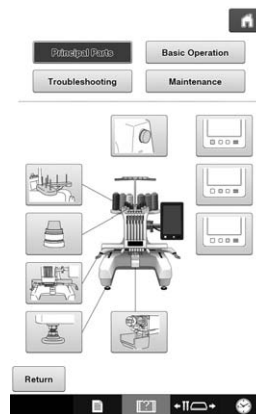 Principal Parts
Basic Operation
Troubleshooting
Maintenance
Return